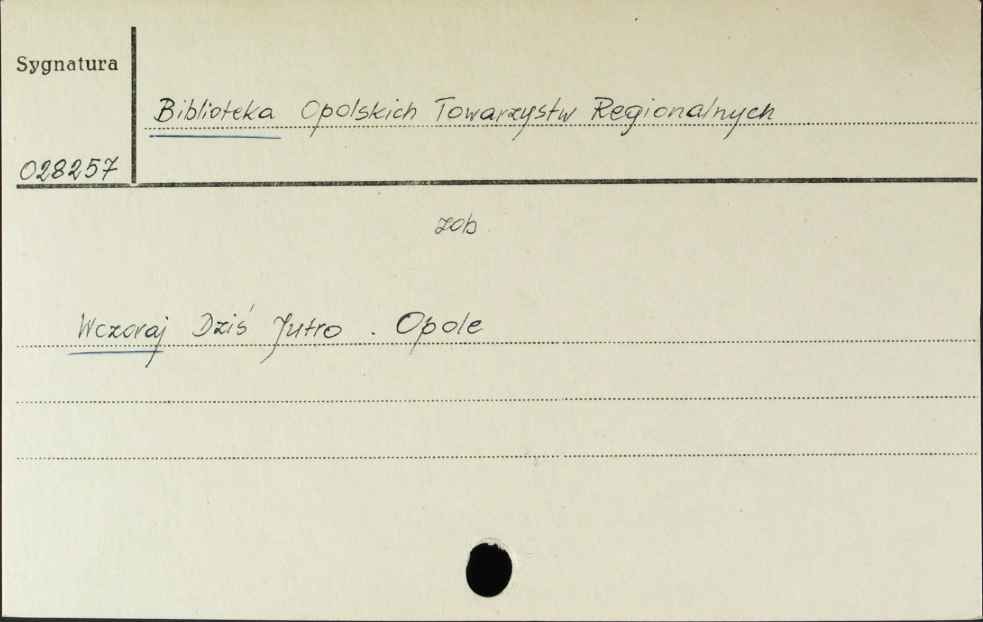 Sygnatura
Biblioteka Opolskich Towarzystw Regionalnych
028257
zob
Wczoraj Dziś Jutro. Opole